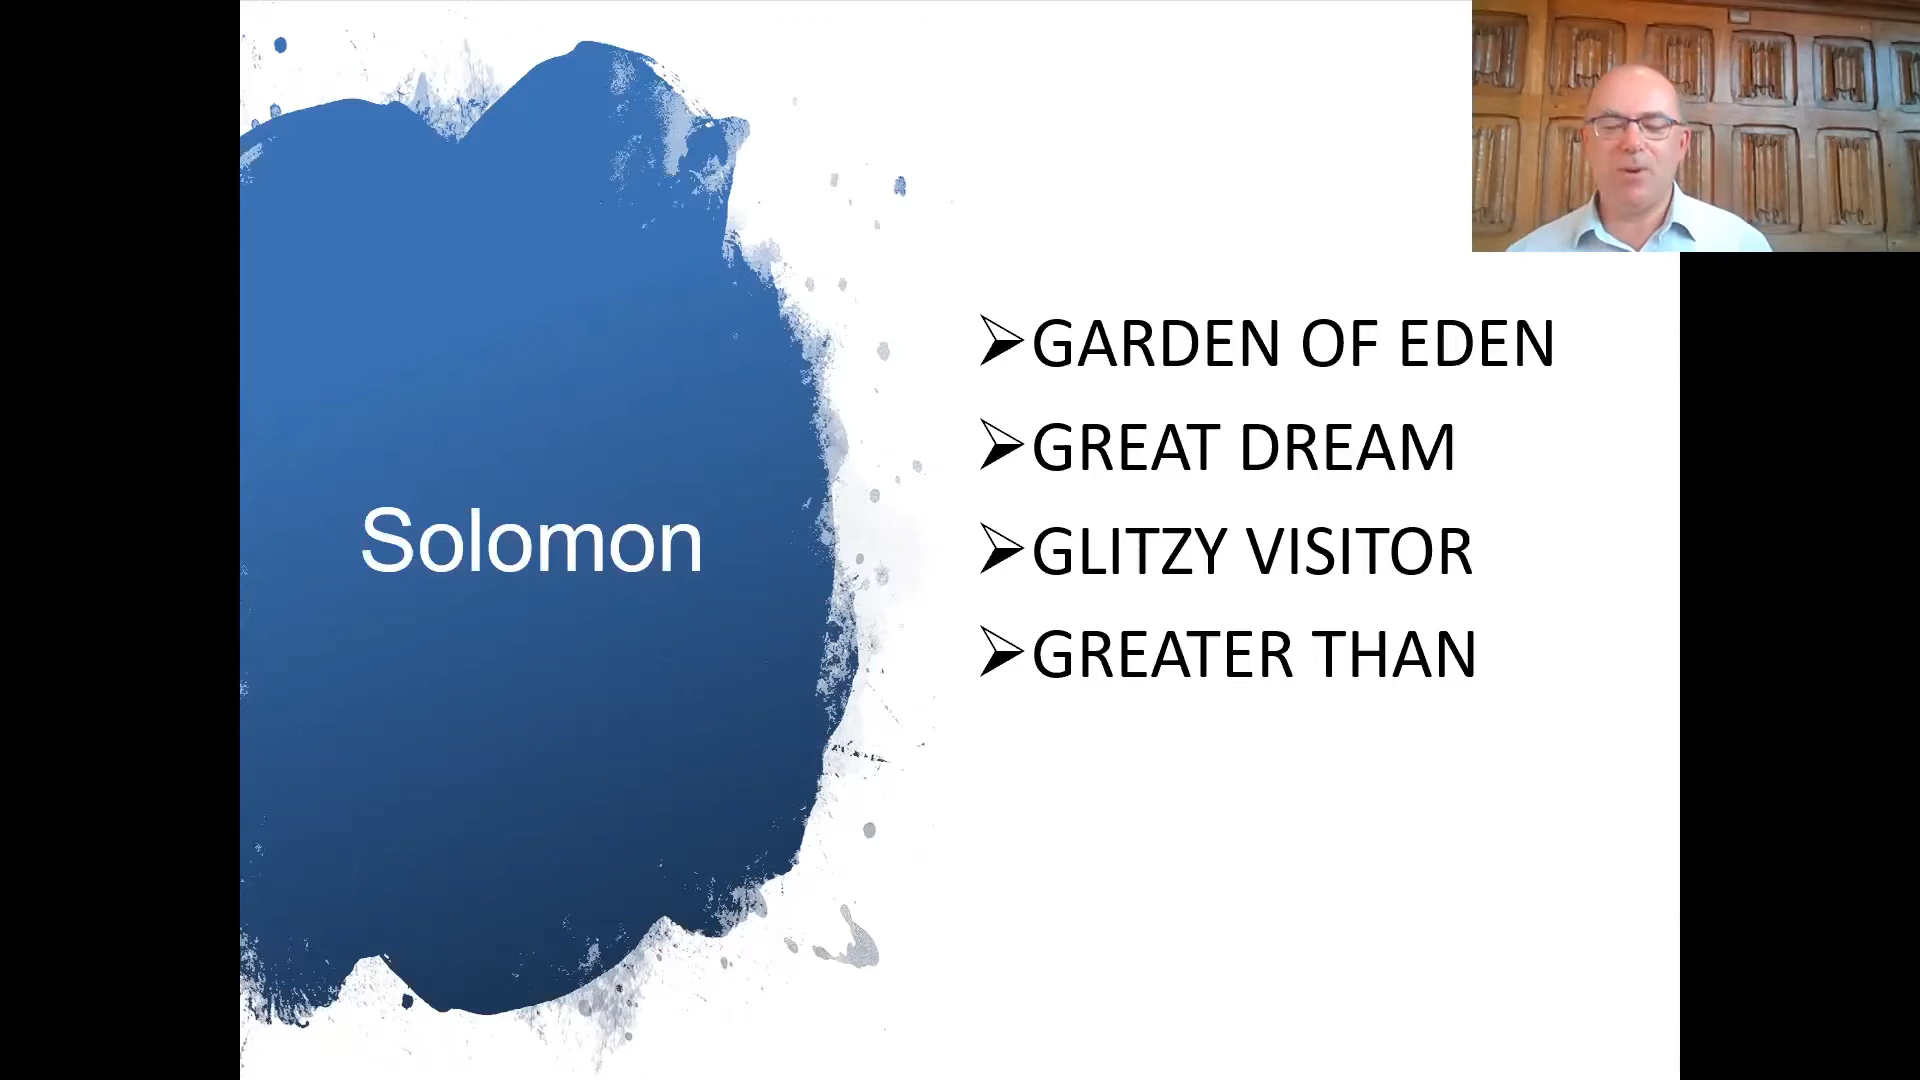 Solomon
GARDEN OF EDEN
GREAT DREAM
GLITZY VISITOR
GREATER THAN